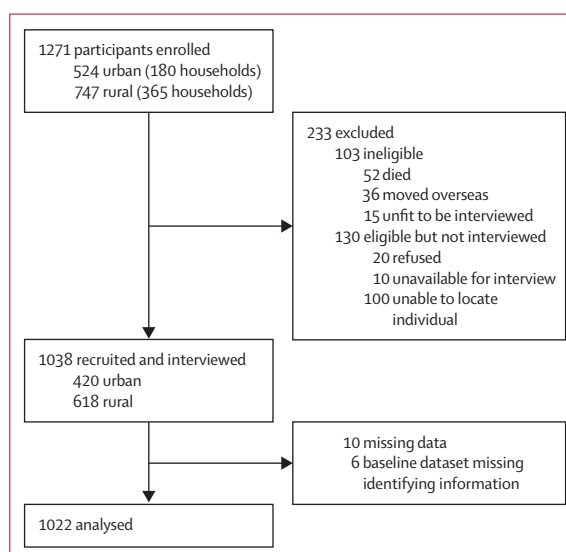 1271 participants enrolled
524 urban (180 households)
747 rural (365 households)
233 excluded
103 ineligible
52 died
36 moved overseas
15 unfit to be interviewed
130 eligible but not interviewed
20 refused
10 unavailable for interview
100 unable to locate
individual
1038 recruited and interviewed
420 urban
618 rural
10 missing data
6 baseline dataset missing
identifying information
1022 analysed